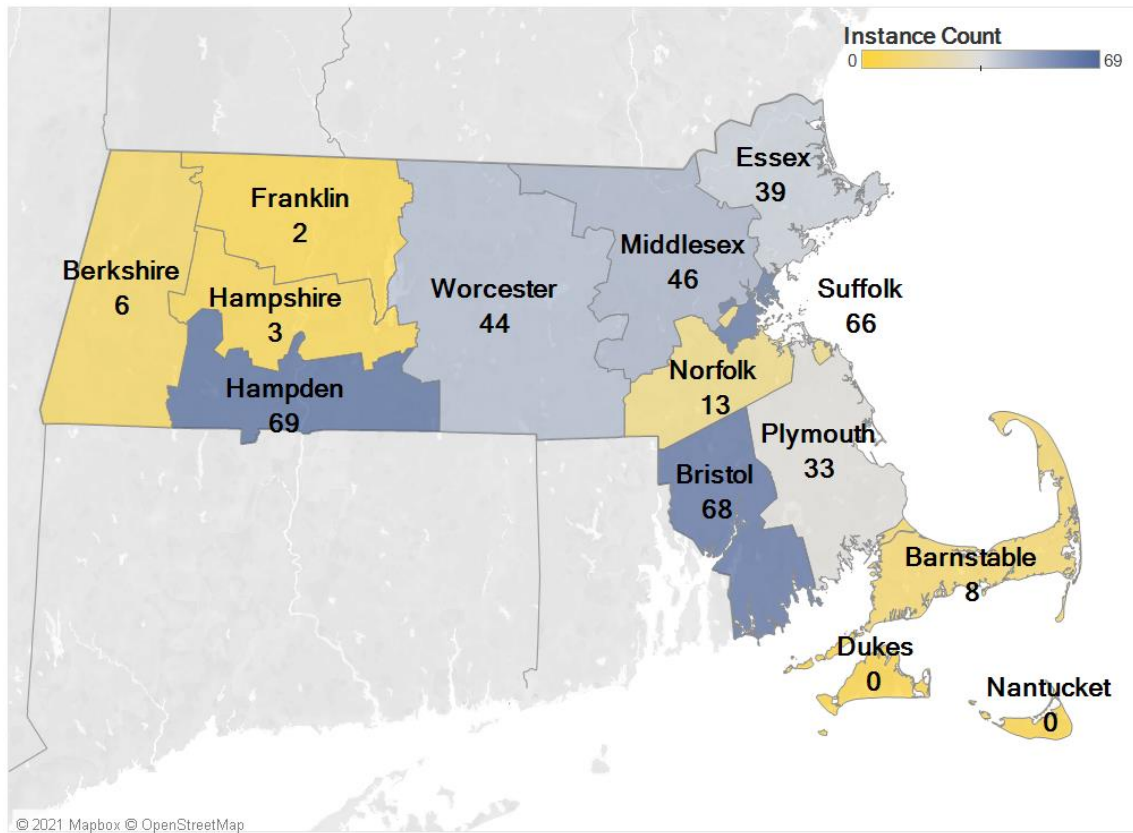 Instance Count
0 69
Essex
39
Franklin
2
Middlesex
46
Berkshire
6
Suffolk
66
Hampshire
3
Worcester
44
Norfolk
13
Hampden
69
Plymouth
33
Bristol
68
Barnstable
8
Dukes
0
Nantucket
0
© 2021 Mapbox © OpenStreetMap